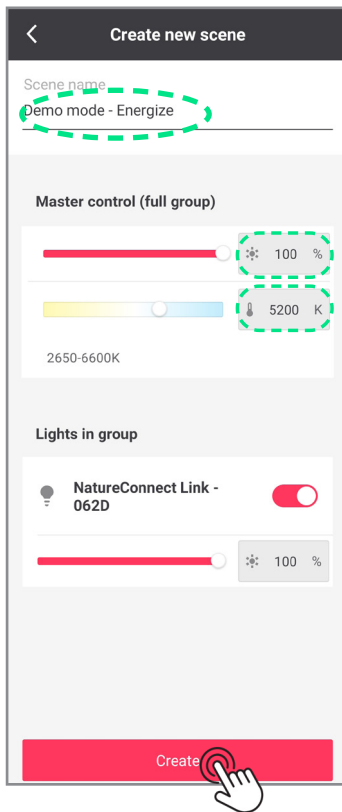 Create new scene
Scene name
Demo mode - Energize
Master control (full group)
100 %
5200 K
2650-6600K
Lights in group
NatureConnect Link -
062D
100 %
Create